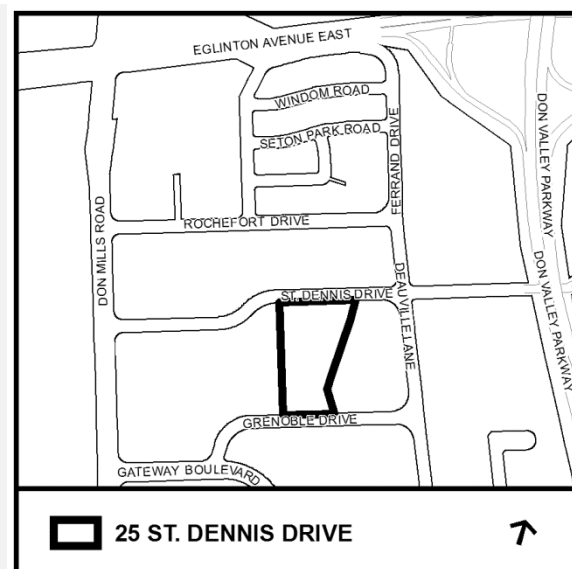 EGLINTON AVENUE EAST
WINDOM ROAD
SETON PARK ROAD
FERRAND DRIVE
DON VALLEY PARKWAY
ROCHEFORT DRIVE
DON MILLS ROAD
DON VALLEY PARKWAY
DEAUVILLE LANE
ST. DENNIS DRIVE
GRENOBLE DRIVE
GATEWAY BOULEVARD
25 ST. DENNIS DRIVE